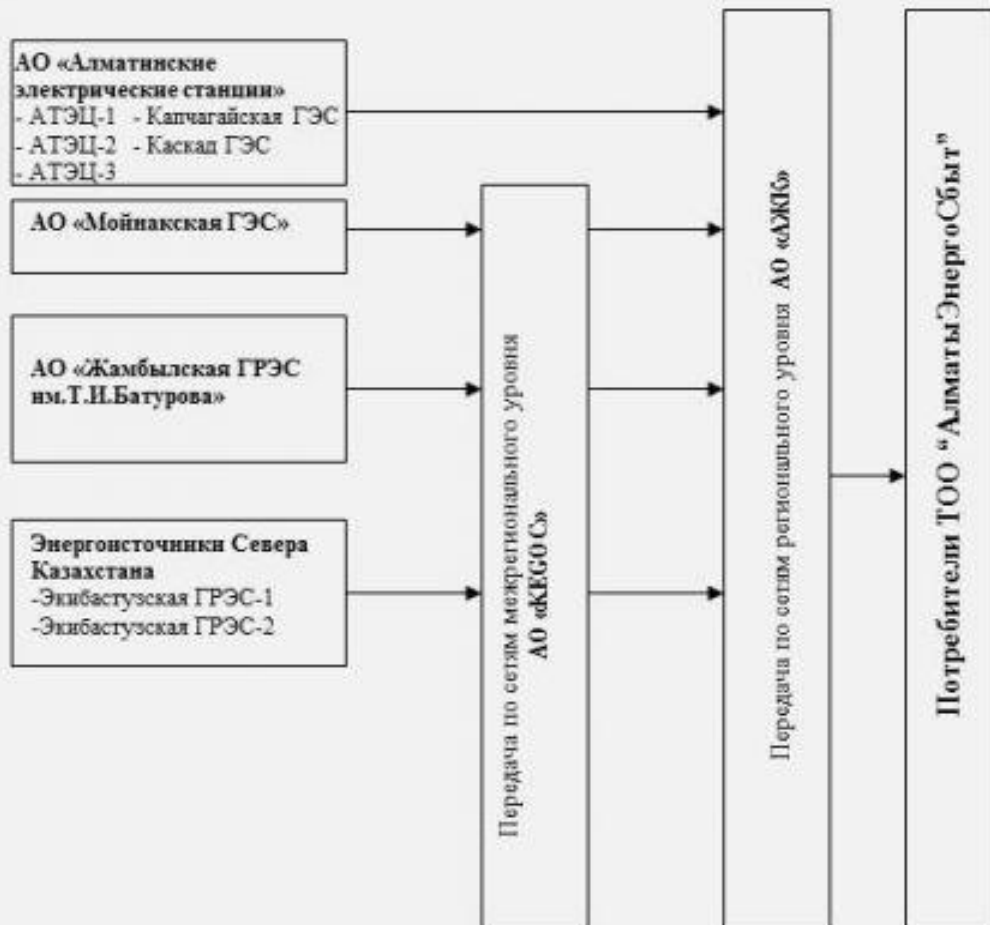 АО «Алматинские
электрические станции»
- АТЭЦ-1 - Капчагайская ГЭС
- АТЭЦ-2 - Каскад ГЭС
- АТЭЦ-3
АО «Мойнакская ГЭС»
АО «Жамбылская ГРЭС
им.Т.И.Батурова»
Энергоисточники Севера
Казахстана
-Экибастузская ГРЭС-1
-Экибастузская ГРЭС-2
Передача по сетям межрегионального уровня
АО «KEGOC»
Передача по сетям регионального уровня АО «АЖК»
Потребители ТОО “АлматыЭнергоСбыт”